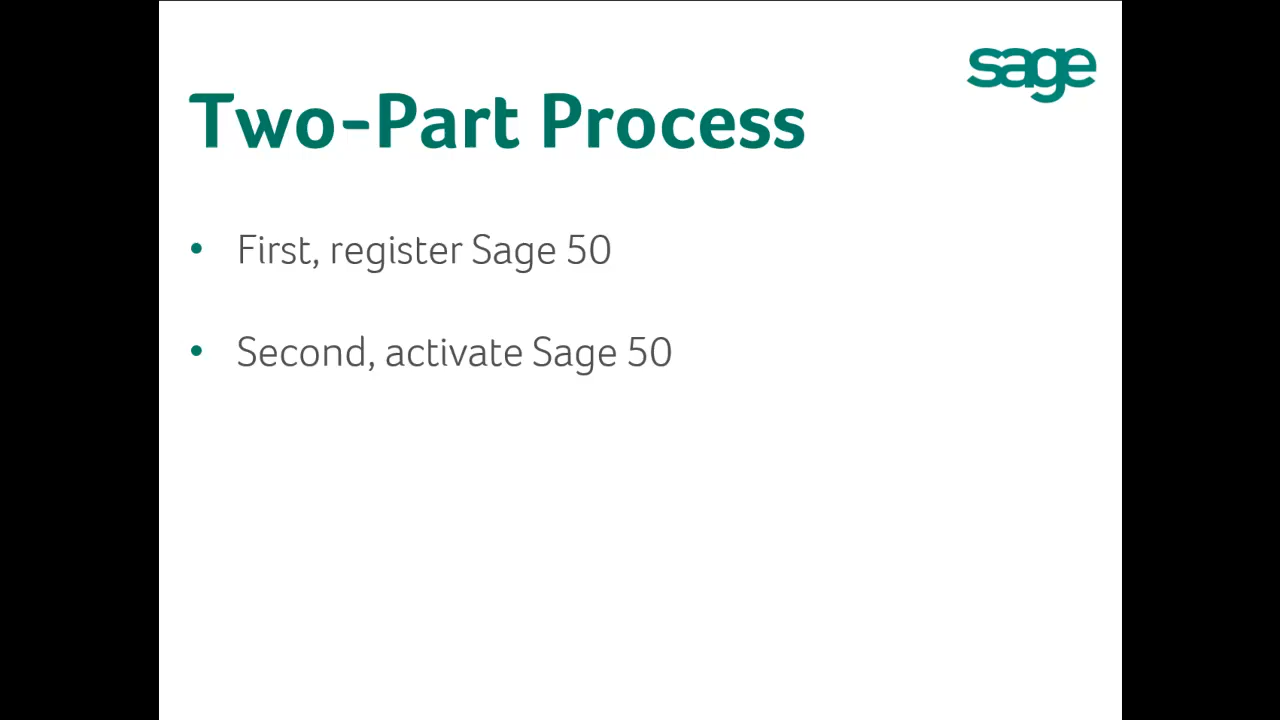 sage
Two-Part Process
• First, register Sage 50
• Second, activate Sage 50